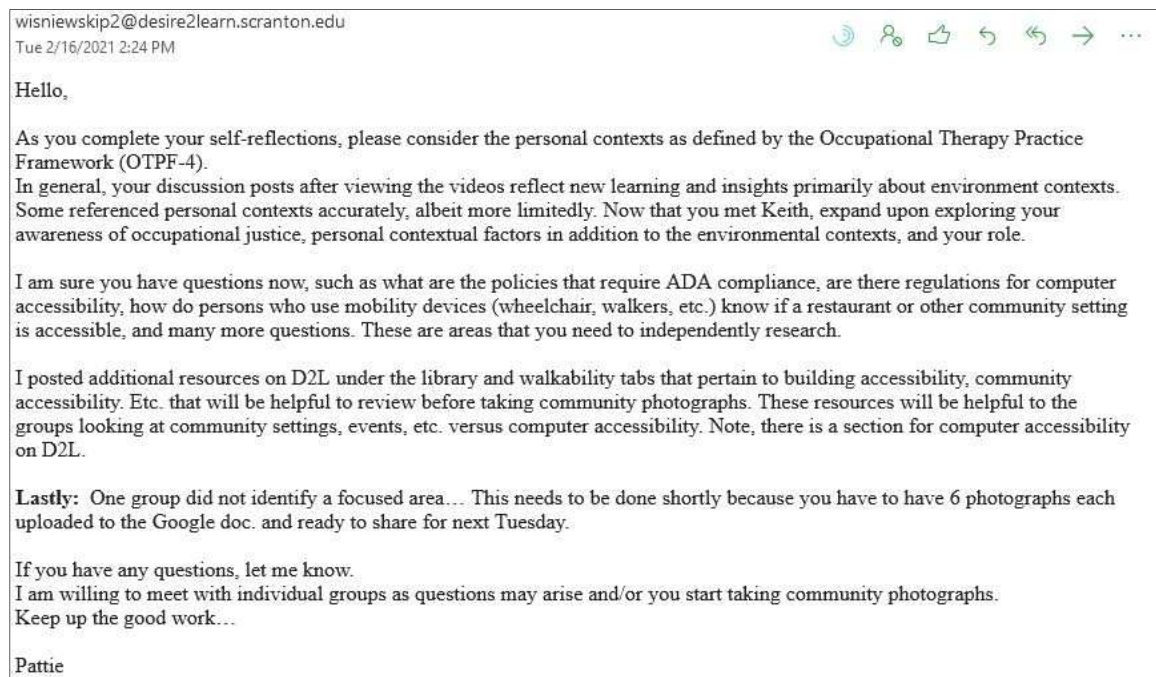 wisniewskip2@desire2learn.scranton.edu
Tue 2/16/2021 2:24 PM
Hello,
As you complete your self-reflections, please consider the personal contexts as defined by the Occupational Therapy Practice
Framework (OTPF-4).
In general, your discussion posts after viewing the videos reflect new learning and insights primarily about environment contexts.
Some referenced personal contexts accurately, albeit more limitedly. Now that you met Keith, expand upon exploring your
awareness of occupational justice, personal contextual factors in addition to the environmental contexts, and your role.
I am sure you have questions now, such as what are the policies that require ADA compliance, are there regulations for computer
accessibility, how do persons who use mobility devices (wheelchair, walkers, etc.) know if a restaurant or other community setting
is accessible, and many more questions. These are areas that you need to independently research.
I posted additional resources on D2L under the library and walkability tabs that pertain to building accessibility, community
accessibility. Etc. that will be helpful to review before taking community photographs. These resources will be helpful to the
groups looking at community settings, events, etc. versus computer accessibility. Note, there is a section for computer accessibility
on D2L.
Lastly: One group did not identify a focused area… This needs to be done shortly because you have to have 6 photographs each
uploaded to the Google doc. and ready to share for next Tuesday.
If you have any questions, let me know.
I am willing to meet with individual groups as questions may arise and/or you start taking community photographs.
Keep up the good work…
Pattie